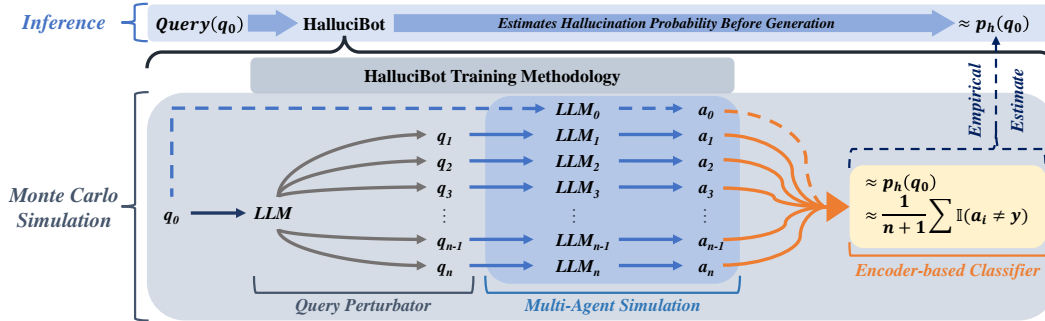 Inference
Query(q₀)
HalluciBot
Estimates Hallucination Probability Before Generation
≈ pₕ(q₀)
HalluciBot Training Methodology
Empirical
Estimate
Monte Carlo
Simulation
q₀
LLM
q₁
q₂
q₃
⋮
qₙ₋₁
qₙ
LLM₀
LLM₁
LLM₂
LLM₃
⋮
LLMₙ₋₁
LLMₙ
a₀
a₁
a₂
a₃
⋮
aₙ₋₁
aₙ
≈ pₕ(q₀)
≈ 1/(n + 1) ∑ 𝕀(aᵢ ≠ y)
Query Perturbator
Multi-Agent Simulation
Encoder-based Classifier